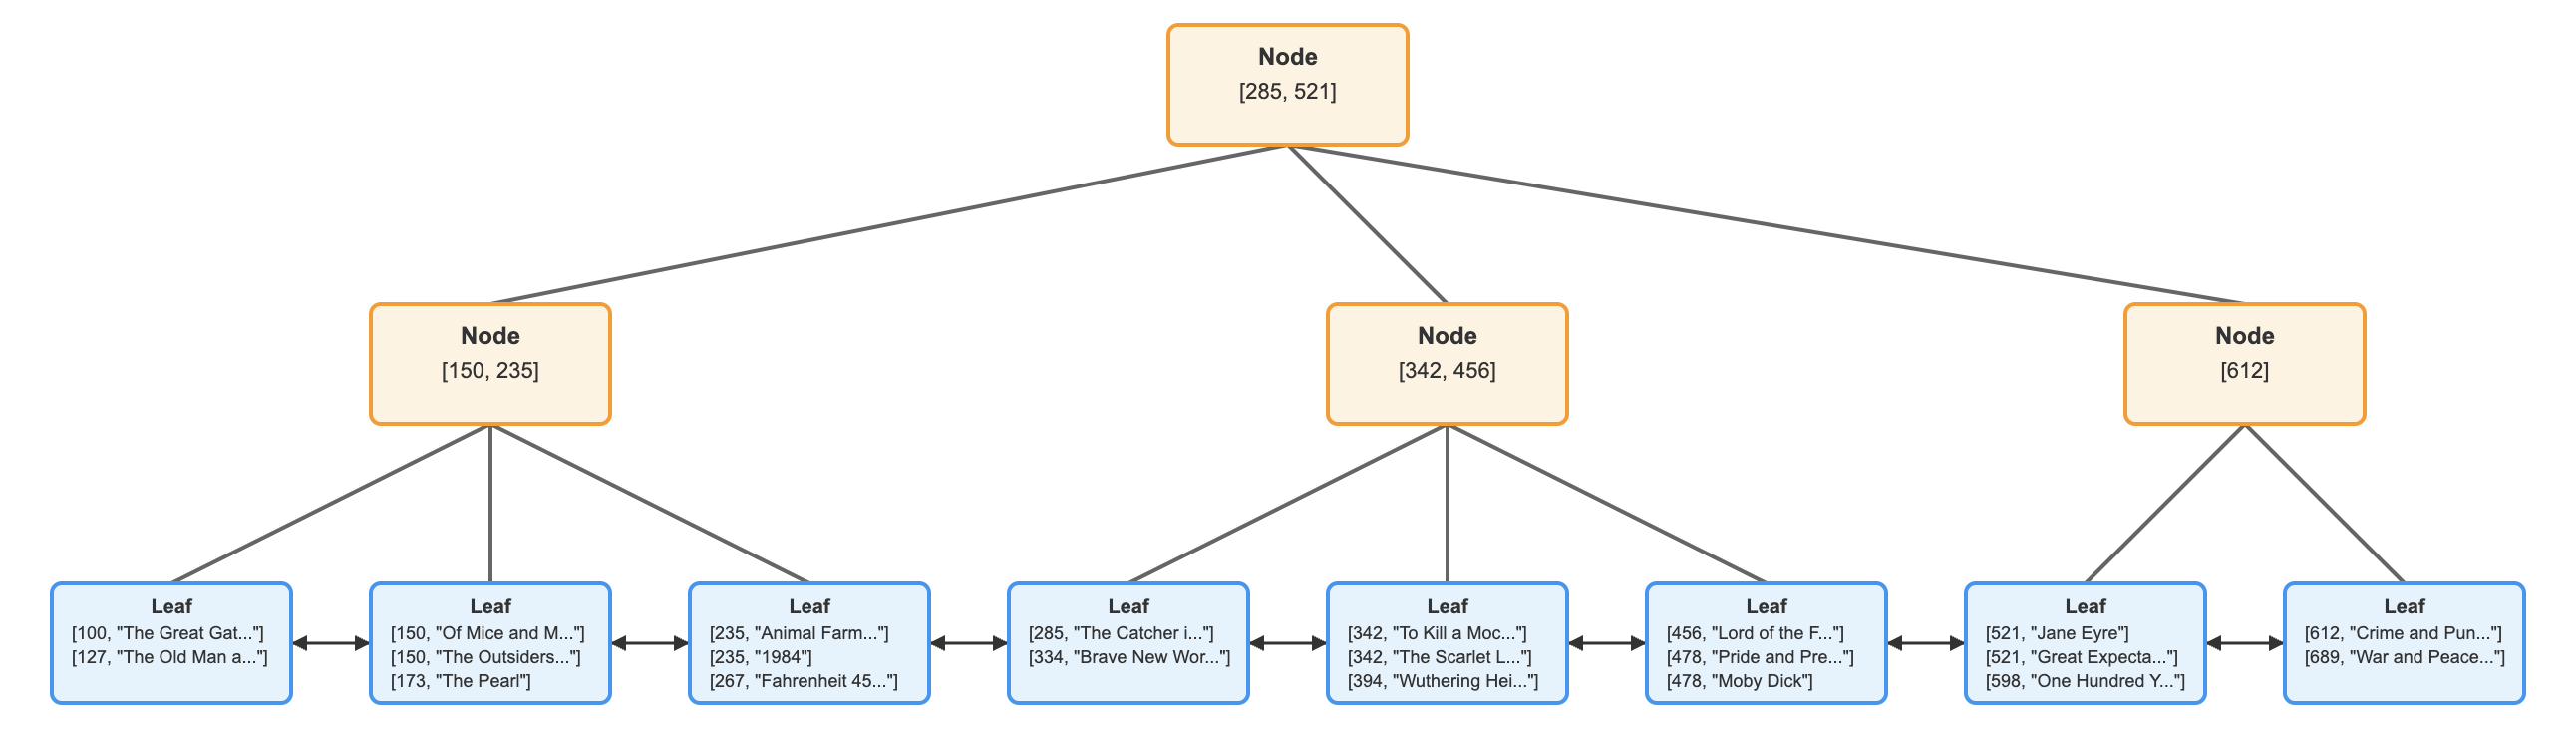 Node
[285, 521]
Node
[150, 235]
Node
[342, 456]
Node
[612]
Leaf
[100, "The Great Gat..."]
[127, "The Old Man a..."]
Leaf
[150, "Of Mice and M..."]
[150, "The Outsiders..."]
[173, "The Pearl"]
Leaf
[235, "Animal Farm..."]
[235, "1984"]
[267, "Fahrenheit 45..."]
Leaf
[285, "The Catcher i..."]
[334, "Brave New Wor..."]
Leaf
[342, "To Kill a Moc..."]
[342, "The Scarlet L..."]
[394, "Wuthering Hei..."]
Leaf
[456, "Lord of the F..."]
[478, "Pride and Pre..."]
[478, "Moby Dick"]
Leaf
[521, "Jane Eyre"]
[521, "Great Expecta..."]
[598, "One Hundred Y..."]
Leaf
[612, "Crime and Pun..."]
[689, "War and Peace..."]